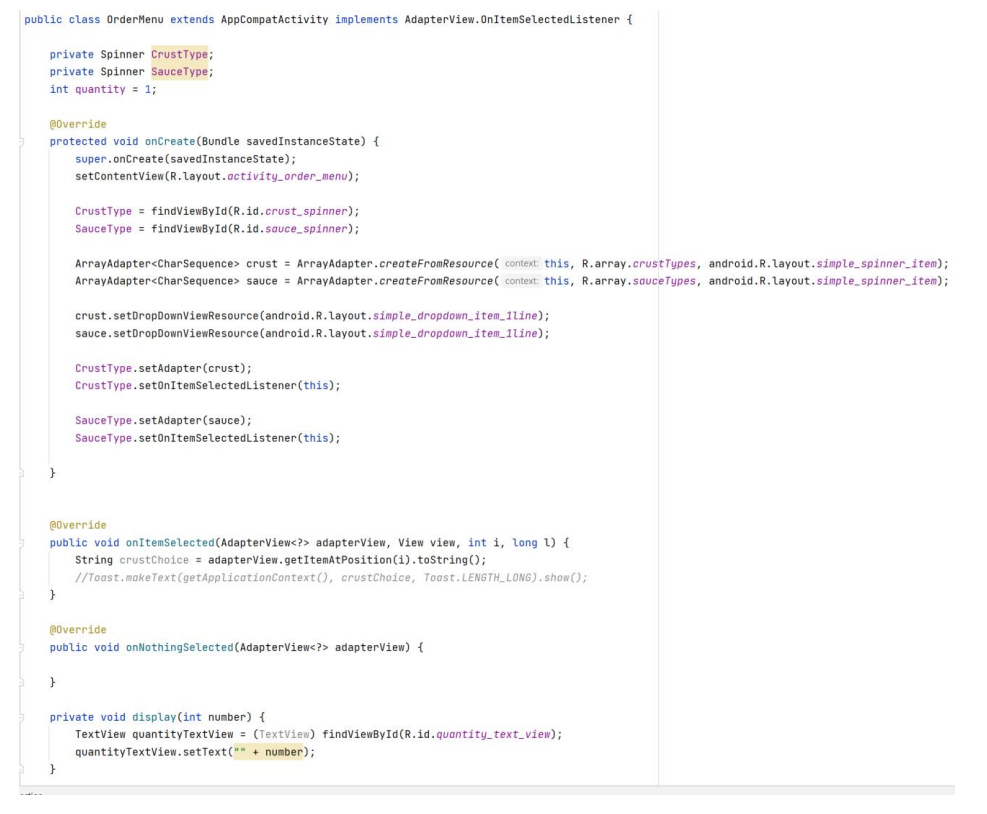 public class OrderMenu extends AppCompatActivity implements AdapterView.OnItemSelectedListener {
private Spinner CrustType;
private Spinner SauceType;
int quantity = 1;
@Override
protected void onCreate(Bundle savedInstanceState) {
super.onCreate(savedInstanceState);
setContentView(R.layout.activity_order_menu);
CrustType = findViewById(R.id.crust_spinner);
SauceType = findViewById(R.id.sauce_spinner);
ArrayAdapter<CharSequence> crust = ArrayAdapter.createFromResource( context: this, R.array.crustTypes, android.R.layout.simple_spinner_item);
ArrayAdapter<CharSequence> sauce = ArrayAdapter.createFromResource( context: this, R.array.sauceTypes, android.R.layout.simple_spinner_item);
crust.setDropDownViewResource(android.R.layout.simple_dropdown_item_1line);
sauce.setDropDownViewResource(android.R.layout.simple_dropdown_item_1line);
CrustType.setAdapter(crust);
CrustType.setOnItemSelectedListener(this);
SauceType.setAdapter(sauce);
SauceType.setOnItemSelectedListener(this);
}
@Override
public void onItemSelected(AdapterView<?> adapterView, View view, int i, long l) {
String crustChoice = adapterView.getItemAtPosition(i).toString();
//Toast.makeText(getApplicationContext(), crustChoice, Toast.LENGTH_LONG).show();
}
@Override
public void onNothingSelected(AdapterView<?> adapterView) {
}
private void display(int number) {
TextView quantityTextView = (TextView) findViewById(R.id.quantity_text_view);
quantityTextView.setText("" + number);
}